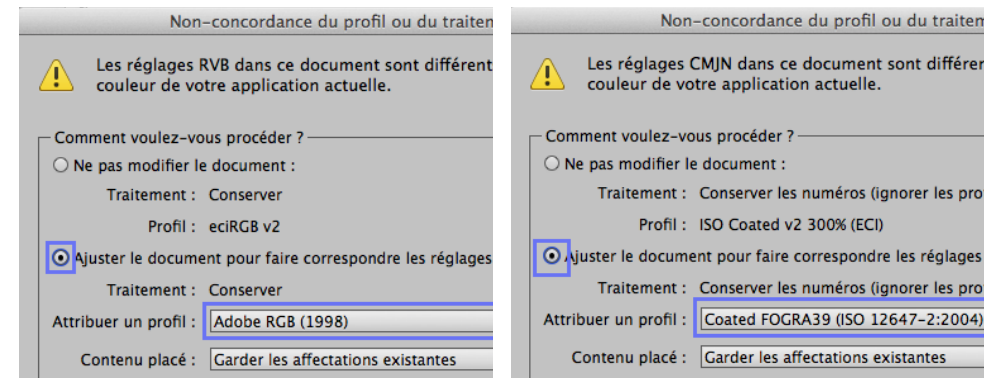 Non-concordance du profil ou du
Les réglages RVB dans ce document sont
couleur de votre application actuelle.
Comment voulez-vous procéder ?
Ne pas modifier le document :
Traitement : Conserver
Profil : eciRGB v2
Ajuster le document pour faire correspondre les réglages
Traitement : Conserver
Attribuer un profil : Adobe RGB (1998)
Contenu placé : Garder les affectations existantes
Non-concordance du profil ou du
Les réglages CMJN dans ce document sont
couleur de votre application actuelle.
Comment voulez-vous procéder ?
Ne pas modifier le document :
Traitement : Conserver les numéros (ignorer les
Profil : ISO Coated v2 300% (ECI)
Ajuster le document pour faire correspondre les réglages
Traitement : Conserver les numéros (ignorer les
Attribuer un profil : Coated FOGRA39 (ISO 12647-2:2004)
Contenu placé : Garder les affectations existantes